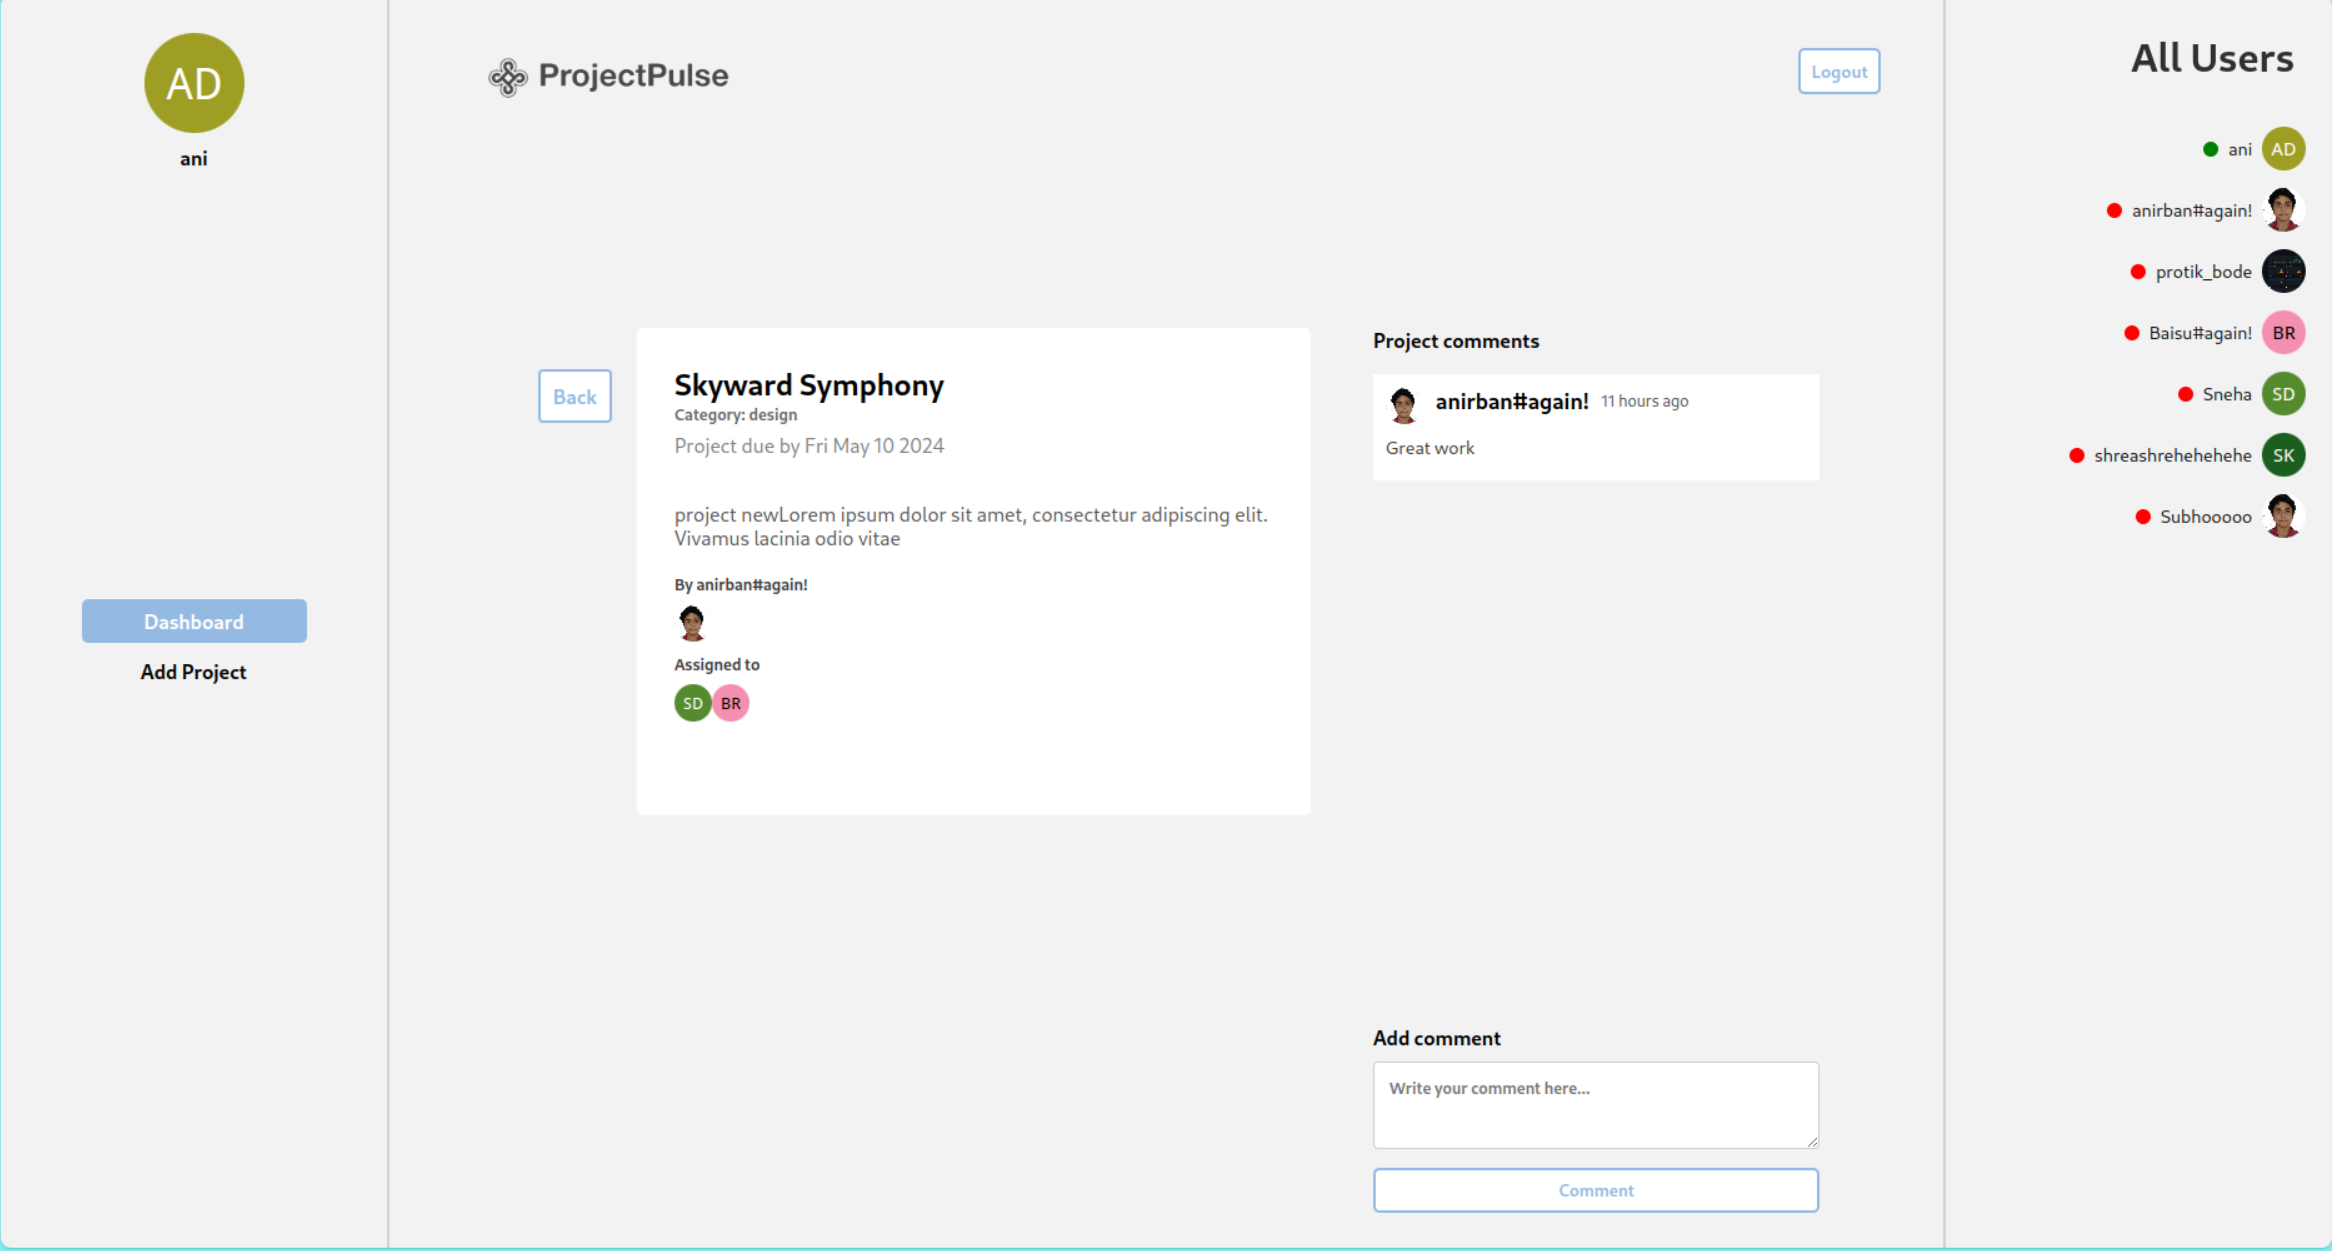 AD
ani
Dashboard
Add Project
ProjectPulse
Logout
Back
Skyward Symphony
Category: design
Project due by Fri May 10 2024
project newLorem ipsum dolor sit amet, consectetur adipiscing elit.
Vivamus lacinia odio vitae
By anirban#again!
Assigned to
SD BR
Project comments
anirban#again! 11 hours ago
Great work
Add comment
Write your comment here...
Comment
All Users
ani AD
anirban#again!
protik_bode
Baisu#again! BR
Sneha SD
shreashrehehehehe SK
Subhooooo